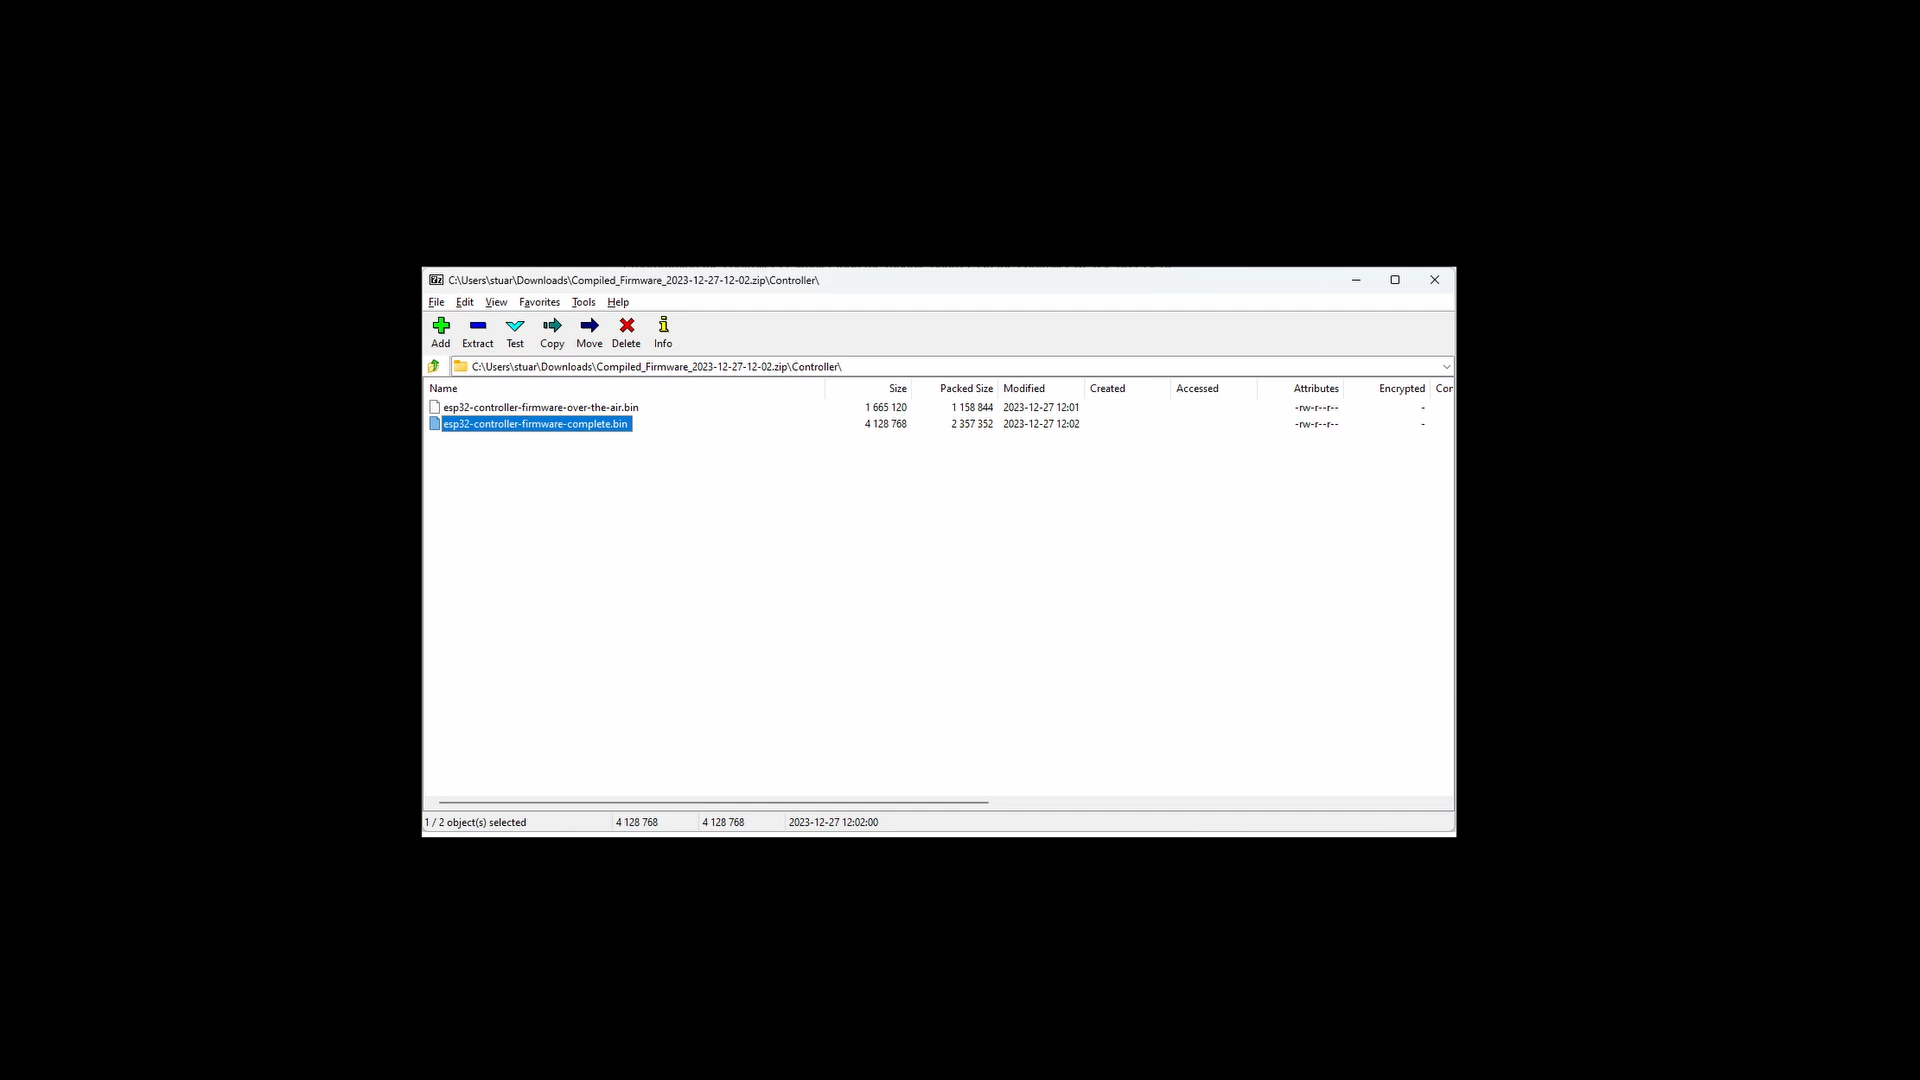 C:\Users\stuar\Downloads\Compiled_Firmware_2023-12-27-12-02.zip\Controller\
File Edit View Favorites Tools Help
Add Extract Test Copy Move Delete Info
C:\Users\stuar\Downloads\Compiled_Firmware_2023-12-27-12-02.zip\Controller\
Name Size Packed Size Modified Created Accessed Attributes Encrypted Cor
esp32-controller-firmware-over-the-air.bin 1 665 120 1 158 844 2023-12-27 12:01 -rw-r--r-- -
esp32-controller-firmware-complete.bin 4 128 768 2 357 352 2023-12-27 12:02 -rw-r--r-- -
1 / 2 object(s) selected 4 128 768 4 128 768 2023-12-27 12:02:00